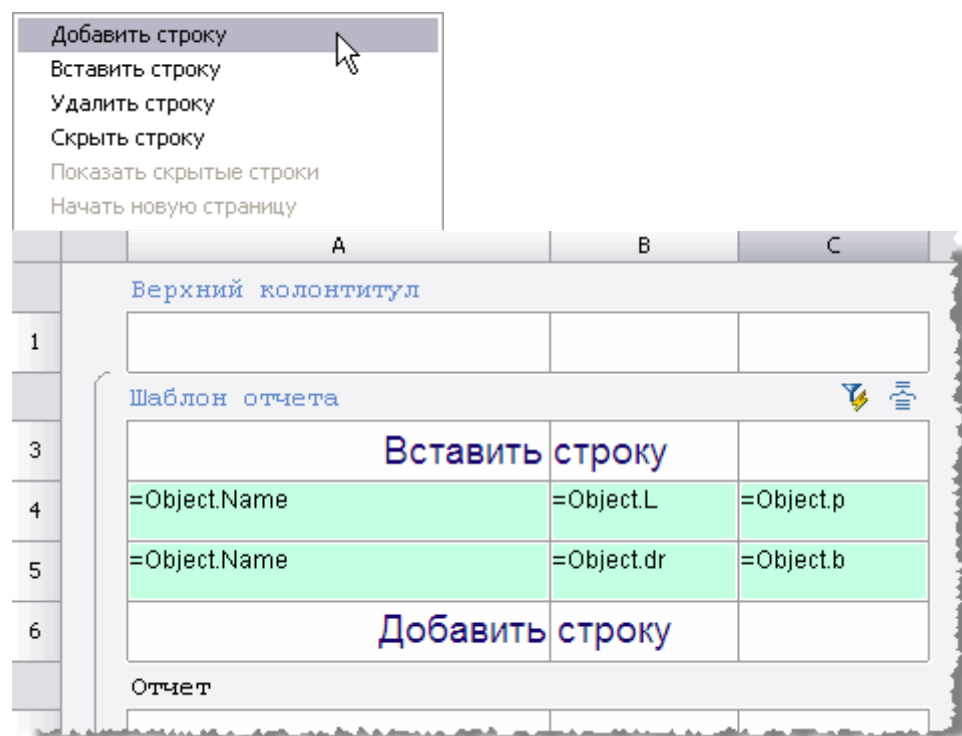 Добавить строку
Вставить строку
Удалить строку
Скрыть строку
Показать скрытые строки
Начать новую страницу
A B C
Верхний колонтитул
1
Шаблон отчета
3 Вставить строку
4 =Object.Name =Object.L =Object.p
5 =Object.Name =Object.dr =Object.b
6 Добавить строку
Отчет